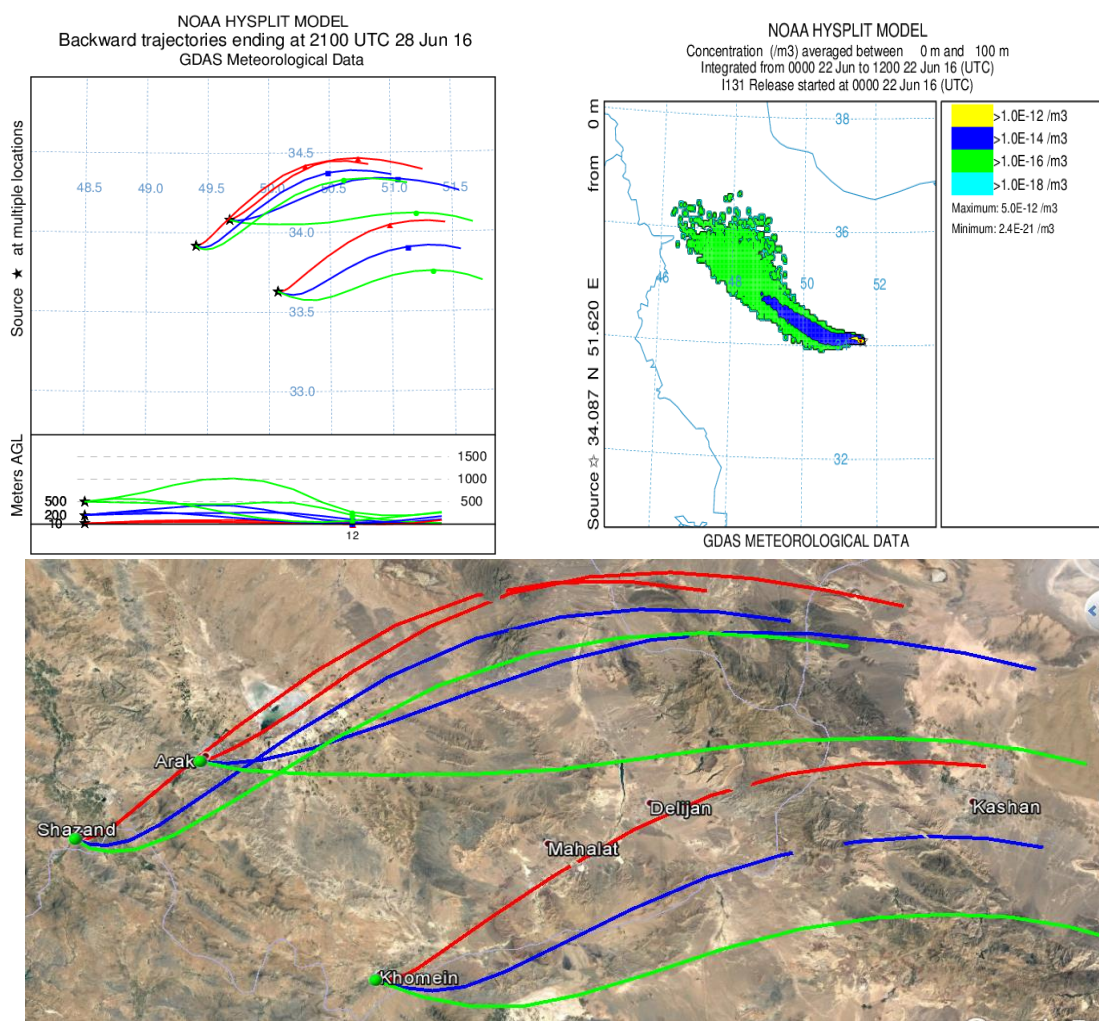 NOAA HYSPLIT MODEL
Backward trajectories ending at 2100 UTC 28 Jun 16
GDAS Meteorological Data
Source ★ at multiple locations
34.5
48.5 49.0 49.5 50.0 50.5 51.0 51.5
34.0
33.5
33.0
Meters AGL
1500
1000
500
500
200
10
12
NOAA HYSPLIT MODEL
Concentration (/m3) averaged between 0 m and 100 m
Integrated from 0000 22 Jun to 1200 22 Jun 16 (UTC)
I131 Release started at 0000 22 Jun 16 (UTC)
Source ☆ 34.087 N 51.620 E from 0 m
38
36
46 48 50 52
32
>1.0E-12 /m3
>1.0E-14 /m3
>1.0E-16 /m3
>1.0E-18 /m3
Maximum: 5.0E-12 /m3
Minimum: 2.4E-21 /m3
GDAS METEOROLOGICAL DATA
Arak
Shazand
Delijan
Kashan
Mahalat
Khomein